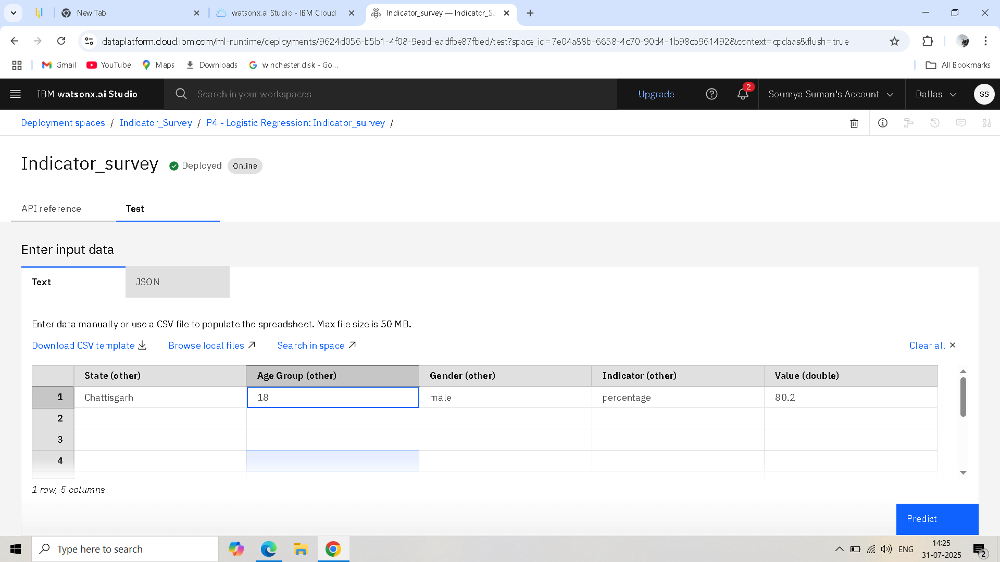 New Tab
watsonx.ai Studio - IBM Cloud
Indicator_survey — Indicator_Su
dataplatform.cloud.ibm.com/ml-runtime/deployments/9624d056-b5b1-4f08-9ead-eadfbe87fbed/test?space_id=7e04a88b-6658-4c70-90d4-1b98cb961492&context=cpdaas&flush=true
Gmail
YouTube
Maps
Downloads
winchester disk - Go...
All Bookmarks
IBM watsonx.ai Studio
Search in your workspaces
Upgrade
2
Soumya Suman's Account
Dallas
SS
Deployment spaces / Indicator_Survey / P4 - Logistic Regression: Indicator_survey /
Indicator_survey
Deployed
Online
API reference
Test
Enter input data
Text
JSON
Enter data manually or use a CSV file to populate the spreadsheet. Max file size is 50 MB.
Download CSV template
Browse local files
Search in space
Clear all
State (other) Age Group (other) Gender (other) Indicator (other) Value (double)
1 Chattisgarh 18 male percentage 80.2
2
3
4
1 row, 5 columns
Predict
Type here to search
ENG
14:25
31-07-2025
2